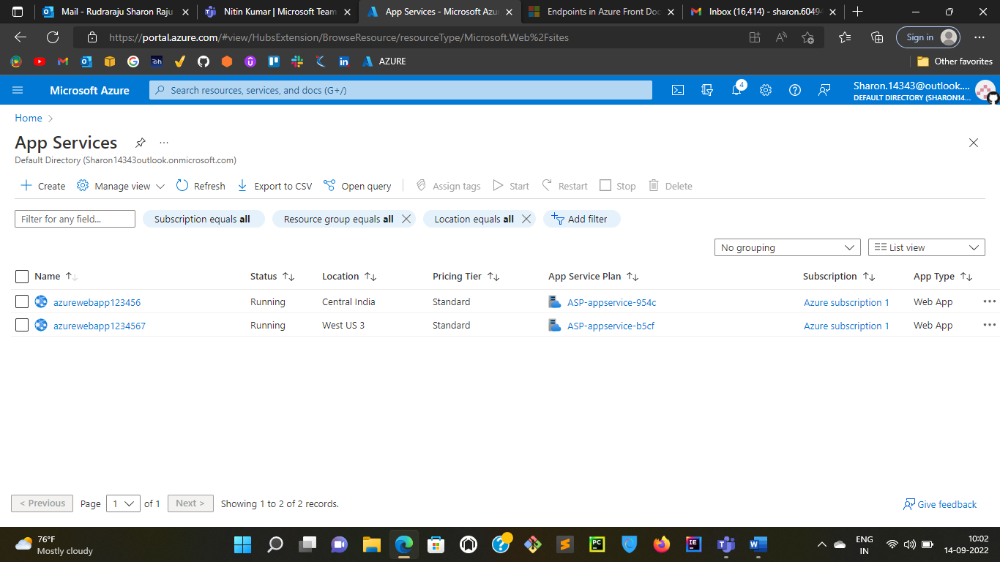 Mail - Rudraraju Sharon Raju
Nitin Kumar | Microsoft Team
App Services - Microsoft Azu
Endpoints in Azure Front Doo
Inbox (16,414) - sharon.6049
https://portal.azure.com/#view/HubsExtension/BrowseResource/resourceType/Microsoft.Web%2Fsites
Sign in
AZURE
Other favorites
Microsoft Azure
Search resources, services, and docs (G+/)
4
Sharon.14343@outlook....
DEFAULT DIRECTORY (SHARON14...
Home >
App Services
Default Directory (Sharon14343outlook.onmicrosoft.com)
Create Manage view Refresh Export to CSV Open query Assign tags Start Restart Stop Delete
Filter for any field... Subscription equals all Resource group equals all Location equals all Add filter
No grouping List view
Name Status Location Pricing Tier App Service Plan Subscription App Type
azurewebapp123456 Running Central India Standard ASP-appservice-954c Azure subscription 1 Web App
azurewebapp1234567 Running West US 3 Standard ASP-appservice-b5cf Azure subscription 1 Web App
< Previous Page 1 of 1 Next > Showing 1 to 2 of 2 records. Give feedback
76°F
Mostly cloudy
ENG
IN
10:02
14-09-2022